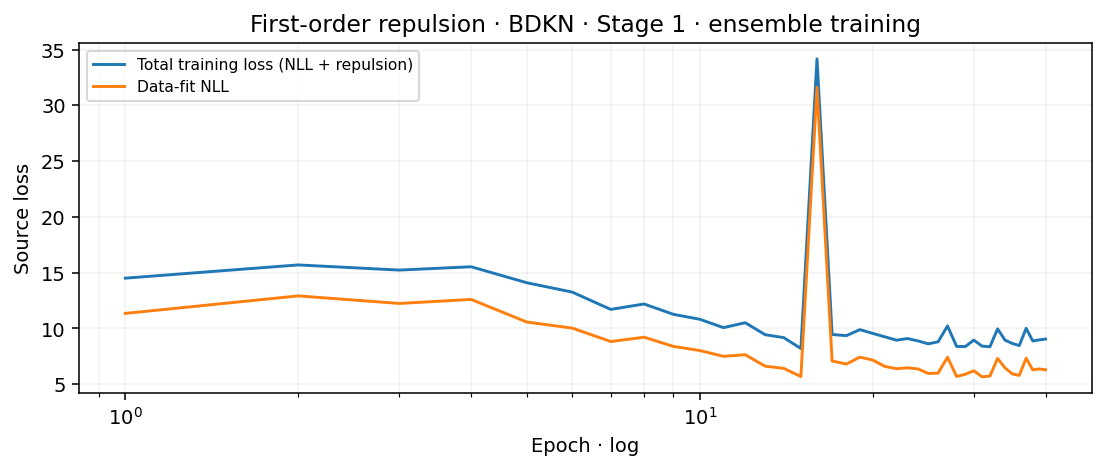 First-order repulsion · BDKN · Stage 1 · ensemble training
Total training loss (NLL + repulsion)
Data-fit NLL
Source loss
35
30
25
20
15
10
5
10⁰
10¹
Epoch · log